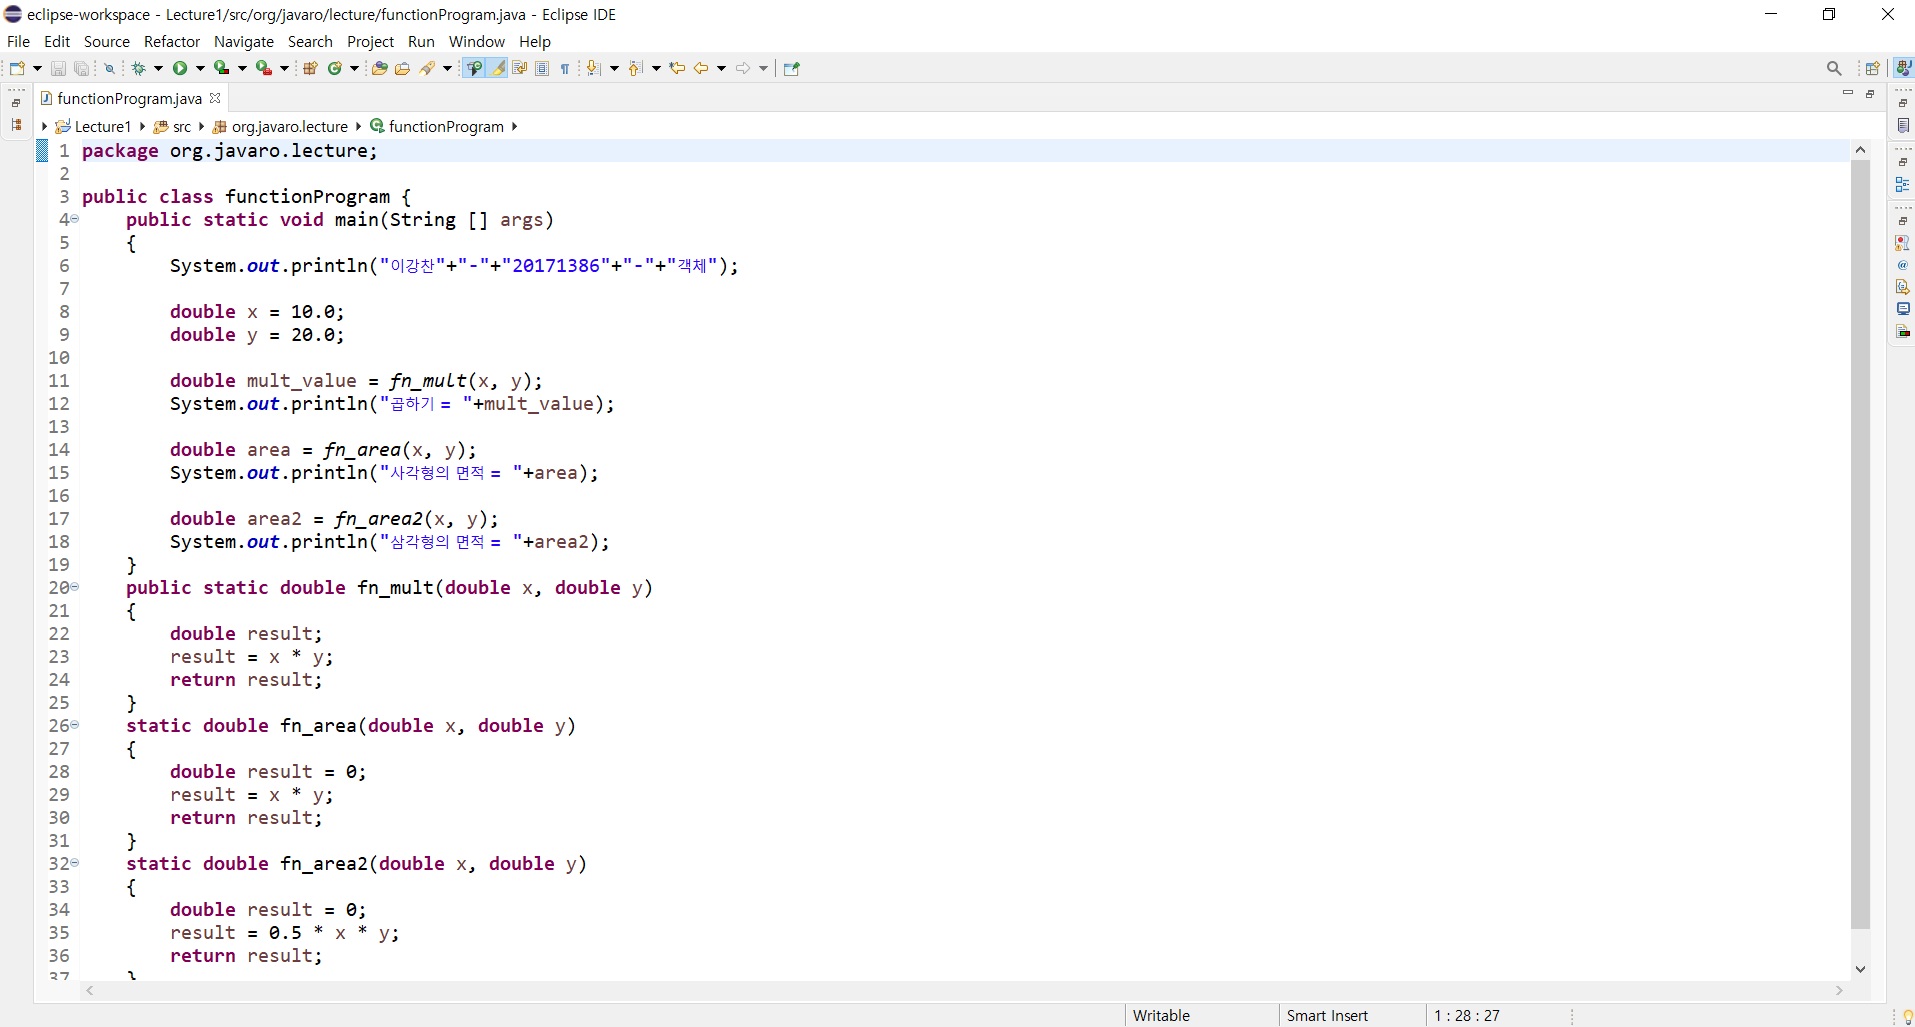 eclipse-workspace - Lecture1/src/org/javaro/lecture/functionProgram.java - Eclipse IDE
File Edit Source Refactor Navigate Search Project Run Window Help
functionProgram.java
Lecture1 src org.javaro.lecture functionProgram
1 package org.javaro.lecture;
2
3 public class functionProgram {
4 public static void main(String [] args)
5 {
6 System.out.println("이강찬"+"-"+"20171386"+"-"+"객체");
7
8 double x = 10.0;
9 double y = 20.0;
10
11 double mult_value = fn_mult(x, y);
12 System.out.println("곱하기 = "+mult_value);
13
14 double area = fn_area(x, y);
15 System.out.println("사각형의 면적 = "+area);
16
17 double area2 = fn_area2(x, y);
18 System.out.println("삼각형의 면적 = "+area2);
19 }
20 public static double fn_mult(double x, double y)
21 {
22 double result;
23 result = x * y;
24 return result;
25 }
26 static double fn_area(double x, double y)
27 {
28 double result = 0;
29 result = x * y;
30 return result;
31 }
32 static double fn_area2(double x, double y)
33 {
34 double result = 0;
35 result = 0.5 * x * y;
36 return result;
37 }
Writable Smart Insert 1 : 28 : 27